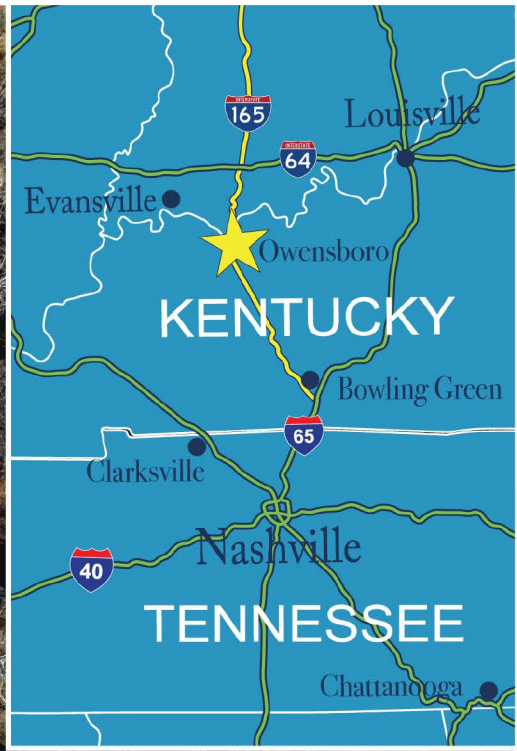 INTERSTATE
165
Louisville
INTERSTATE
64
Evansville
Owensboro
KENTUCKY
Bowling Green
65
Clarksville
Nashville
40
TENNESSEE
Chattanooga